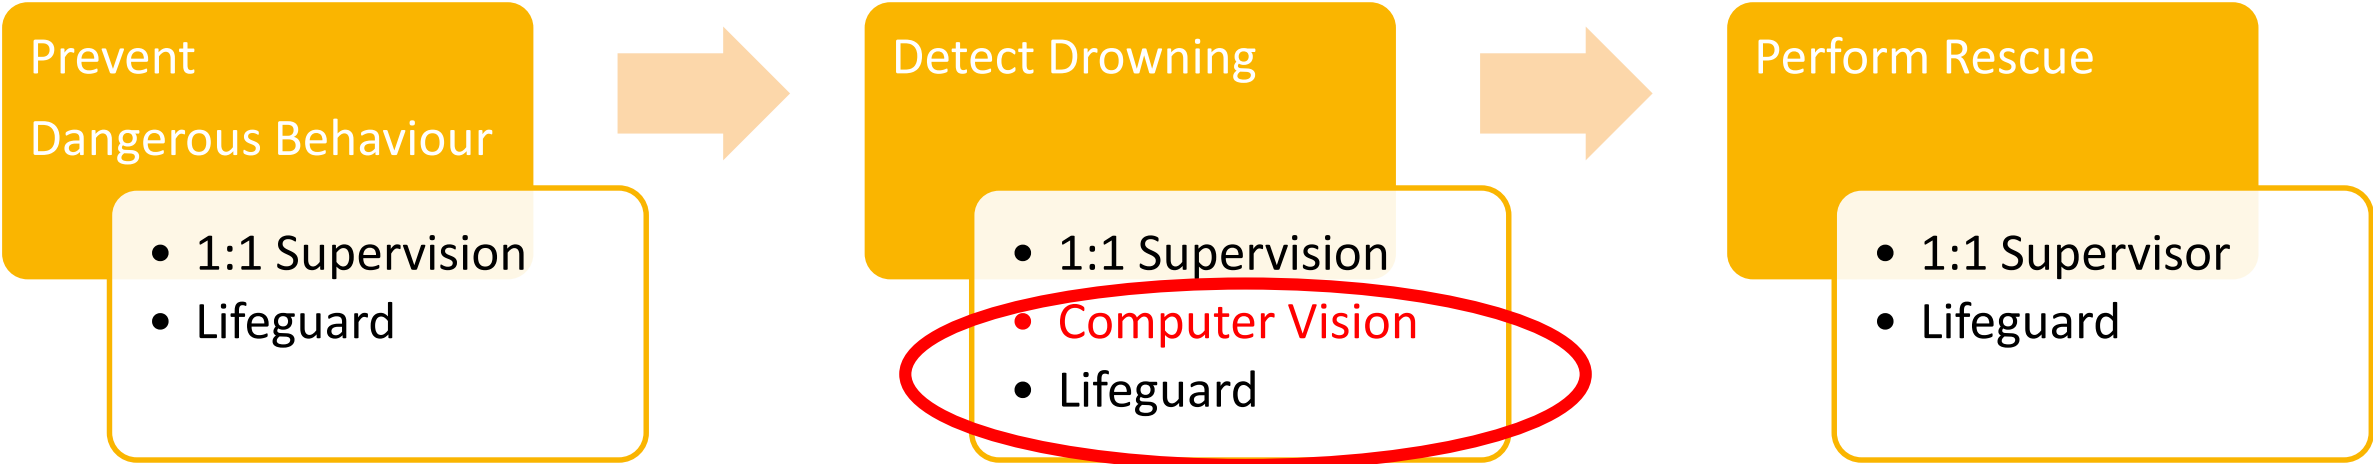 Prevent
Dangerous Behaviour
• 1:1 Supervision
• Lifeguard
Detect Drowning
• 1:1 Supervision
• Computer Vision
• Lifeguard
Perform Rescue
• 1:1 Supervisor
• Lifeguard